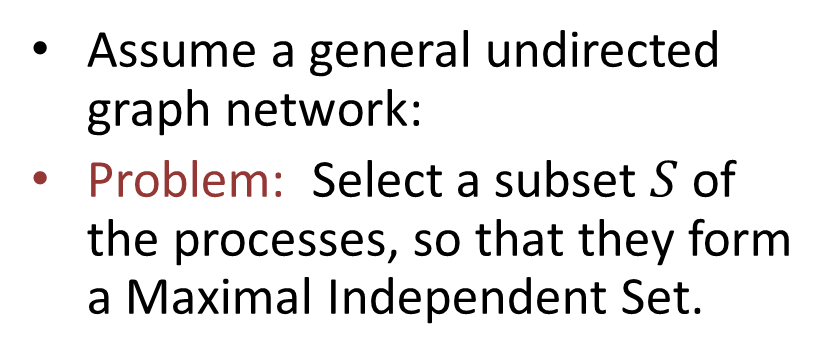 • Assume a general undirected
graph network:
• Problem: Select a subset S of
the processes, so that they form
a Maximal Independent Set.